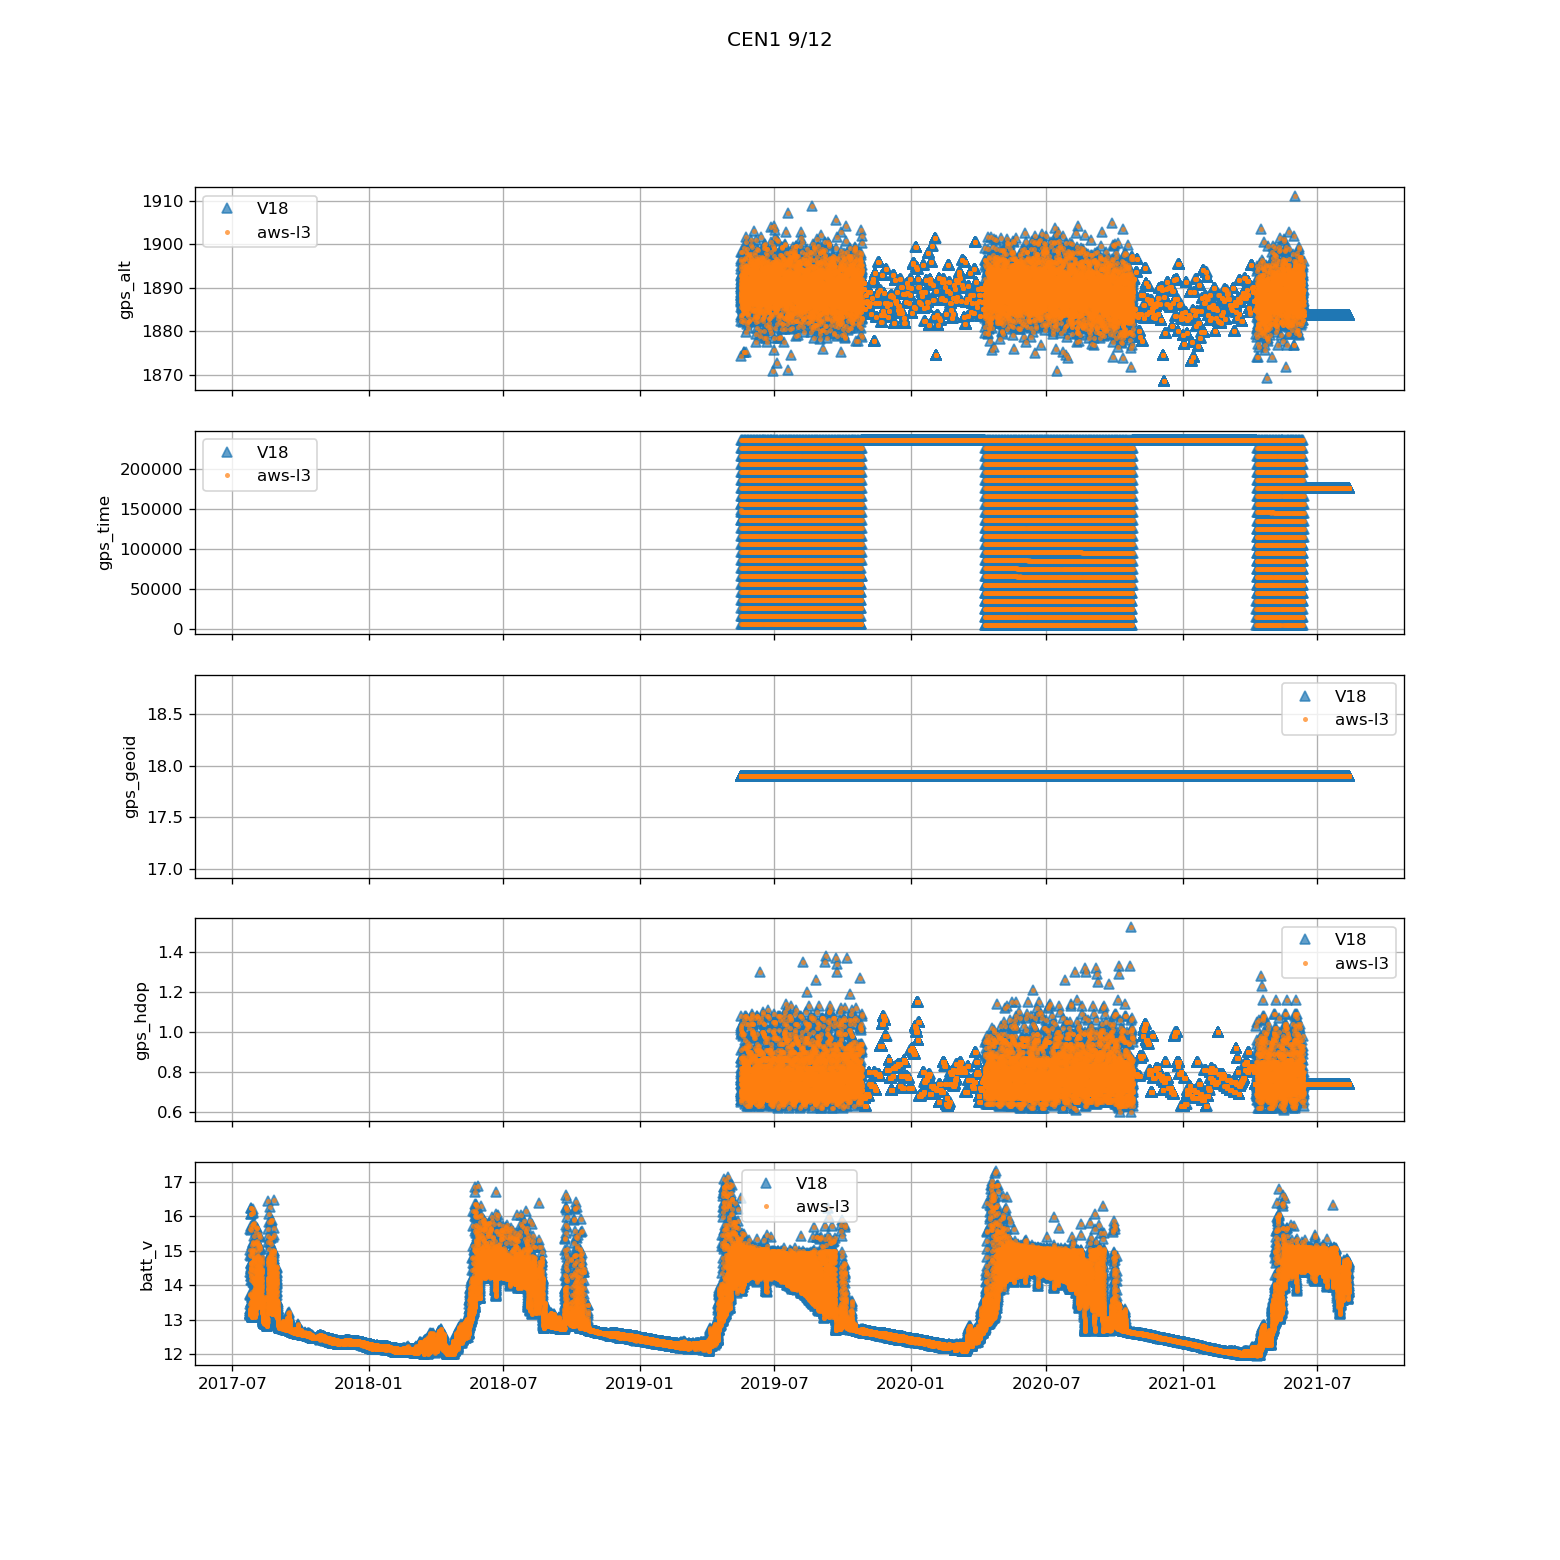 CEN1 9/12
gps_alt
1910
1900
1890
1880
1870
V18
aws-l3
gps_time
200000
150000
100000
50000
0
V18
aws-l3
gps_geoid
18.5
18.0
17.5
17.0
V18
aws-l3
gps_hdop
1.4
1.2
1.0
0.8
0.6
V18
aws-l3
batt_v
17
16
15
14
13
12
V18
aws-l3
2017-07 2018-01 2018-07 2019-01 2019-07 2020-01 2020-07 2021-01 2021-07